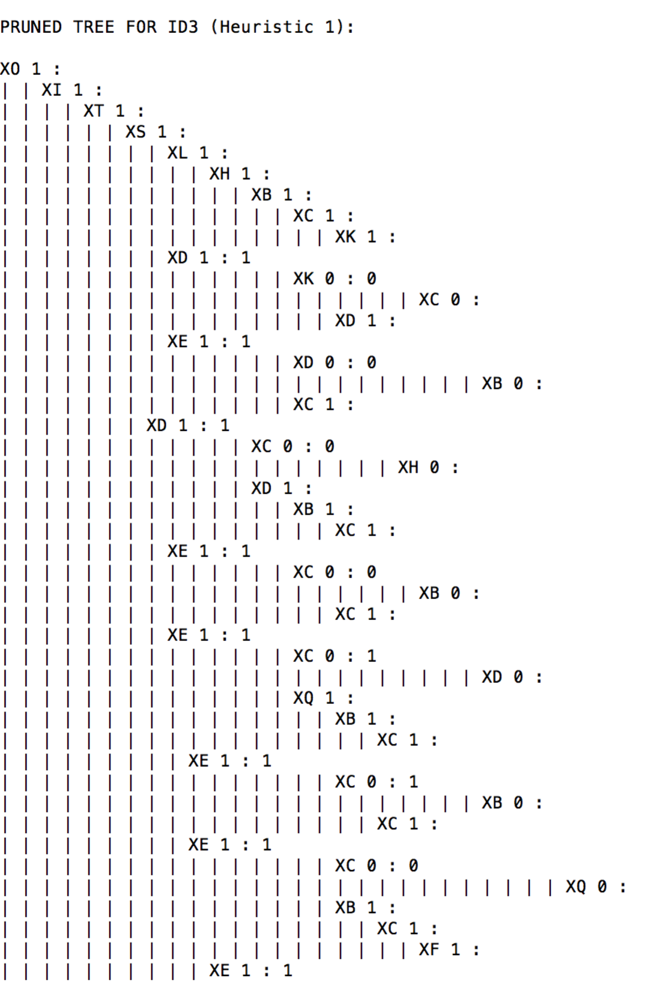 PRUNED TREE FOR ID3 (Heuristic 1):
XO 1 :
| | XI 1 :
| | | | XT 1 :
| | | | | | XS 1 :
| | | | | | | | XL 1 :
| | | | | | | | | | XH 1 :
| | | | | | | | | | | | XB 1 :
| | | | | | | | | | | | | | XC 1 :
| | | | | | | | | | | | | | | | XK 1 :
| | | | | | | | XD 1 : 1
| | | | | | | | | | | | | | XK 0 : 0
| | | | | | | | | | | | | | | | | | | | XC 0 :
| | | | | | | | | | | | | | | | XD 1 :
| | | | | | | | XE 1 : 1
| | | | | | | | | | | | | | XD 0 : 0
| | | | | | | | | | | | | | | | | | | | | | | XB 0 :
| | | | | | | | | | | | | | XC 1 :
| | | | | | | XD 1 : 1
| | | | | | | | | | | | XC 0 : 0
| | | | | | | | | | | | | | | | | | | XH 0 :
| | | | | | | | | | | | XD 1 :
| | | | | | | | | | | | | | XB 1 :
| | | | | | | | | | | | | | | | XC 1 :
| | | | | | | | XE 1 : 1
| | | | | | | | | | | | | | XC 0 : 0
| | | | | | | | | | | | | | | | | | | | XB 0 :
| | | | | | | | | | | | | | | | XC 1 :
| | | | | | | | XE 1 : 1
| | | | | | | | | | | | | | XC 0 : 1
| | | | | | | | | | | | | | | | | | | | | | | XD 0 :
| | | | | | | | | | | | | | XQ 1 :
| | | | | | | | | | | | | | | | XB 1 :
| | | | | | | | | | | | | | | | | | XC 1 :
| | | | | | | | | XE 1 : 1
| | | | | | | | | | | | | | | | XC 0 : 1
| | | | | | | | | | | | | | | | | | | | | | | XB 0 :
| | | | | | | | | | | | | | | | | | XC 1 :
| | | | | | | | | XE 1 : 1
| | | | | | | | | | | | | | | | XC 0 : 0
| | | | | | | | | | | | | | | | | | | | | | | | | | | XQ 0 :
| | | | | | | | | | | | | | | | XB 1 :
| | | | | | | | | | | | | | | | | | XC 1 :
| | | | | | | | | | | | | | | | | | | | XF 1 :
| | | | | | | | | | XE 1 : 1